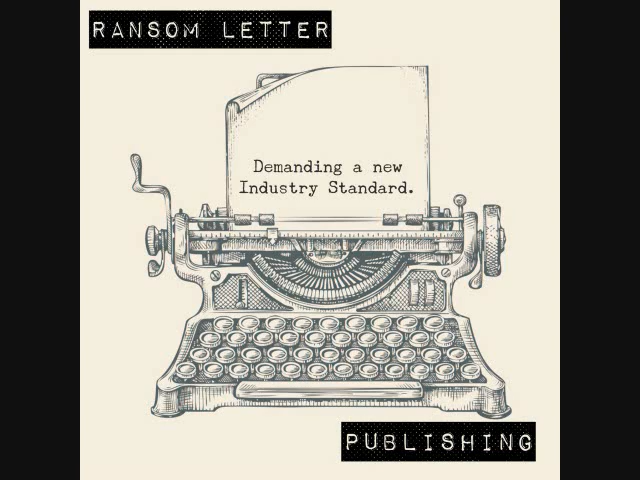 RANSOM LETTER
Demanding a new
Industry Standard.
PUBLISHING